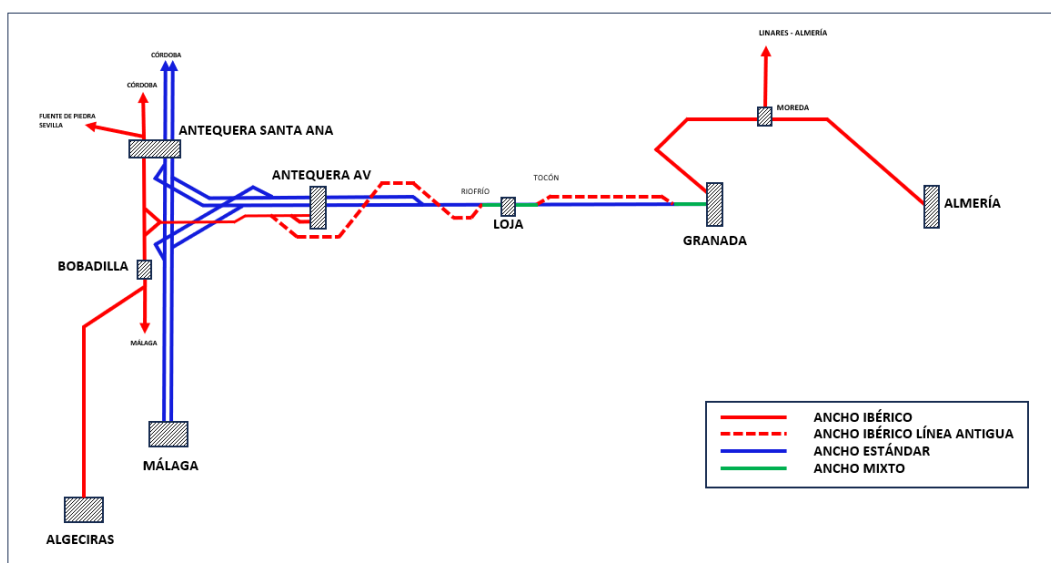 LINARES - ALMERÍA
CÓRDOBA
CÓRDOBA
FUENTE DE PIEDRA
SEVILLA
MOREDA
ANTEQUERA SANTA ANA
ANTEQUERA AV
RIOFRÍO
TOCÓN
LOJA
GRANADA
ALMERÍA
BOBADILLA
MÁLAGA
MÁLAGA
ALGECIRAS
ANCHO IBÉRICO
ANCHO IBÉRICO LÍNEA ANTIGUA
ANCHO ESTÁNDAR
ANCHO MIXTO